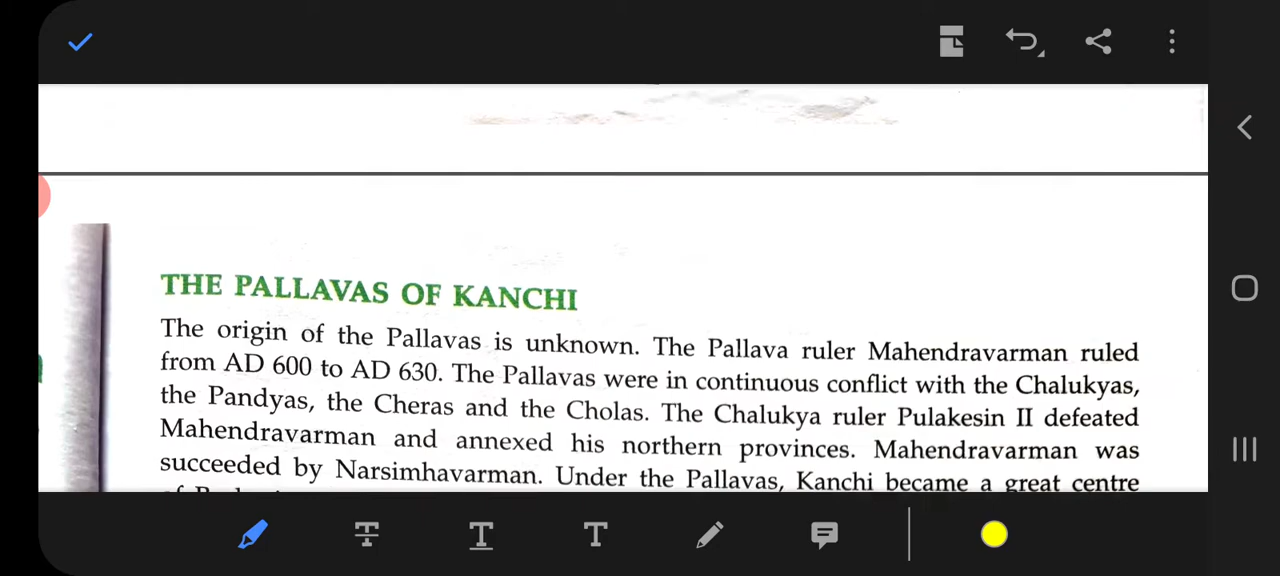 THE PALLAVAS OF KANCHI
The origin of the Pallavas is unknown. The Pallava ruler Mahendravarman ruled
from AD 600 to AD 630. The Pallavas were in continuous conflict with the Chalukyas,
the Pandyas, the Cheras and the Cholas. The Chalukya ruler Pulakesin II defeated
Mahendravarman and annexed his northern provinces. Mahendravarman was
succeeded by Narsimhavarman. Under the Pallavas, Kanchi became a great centre